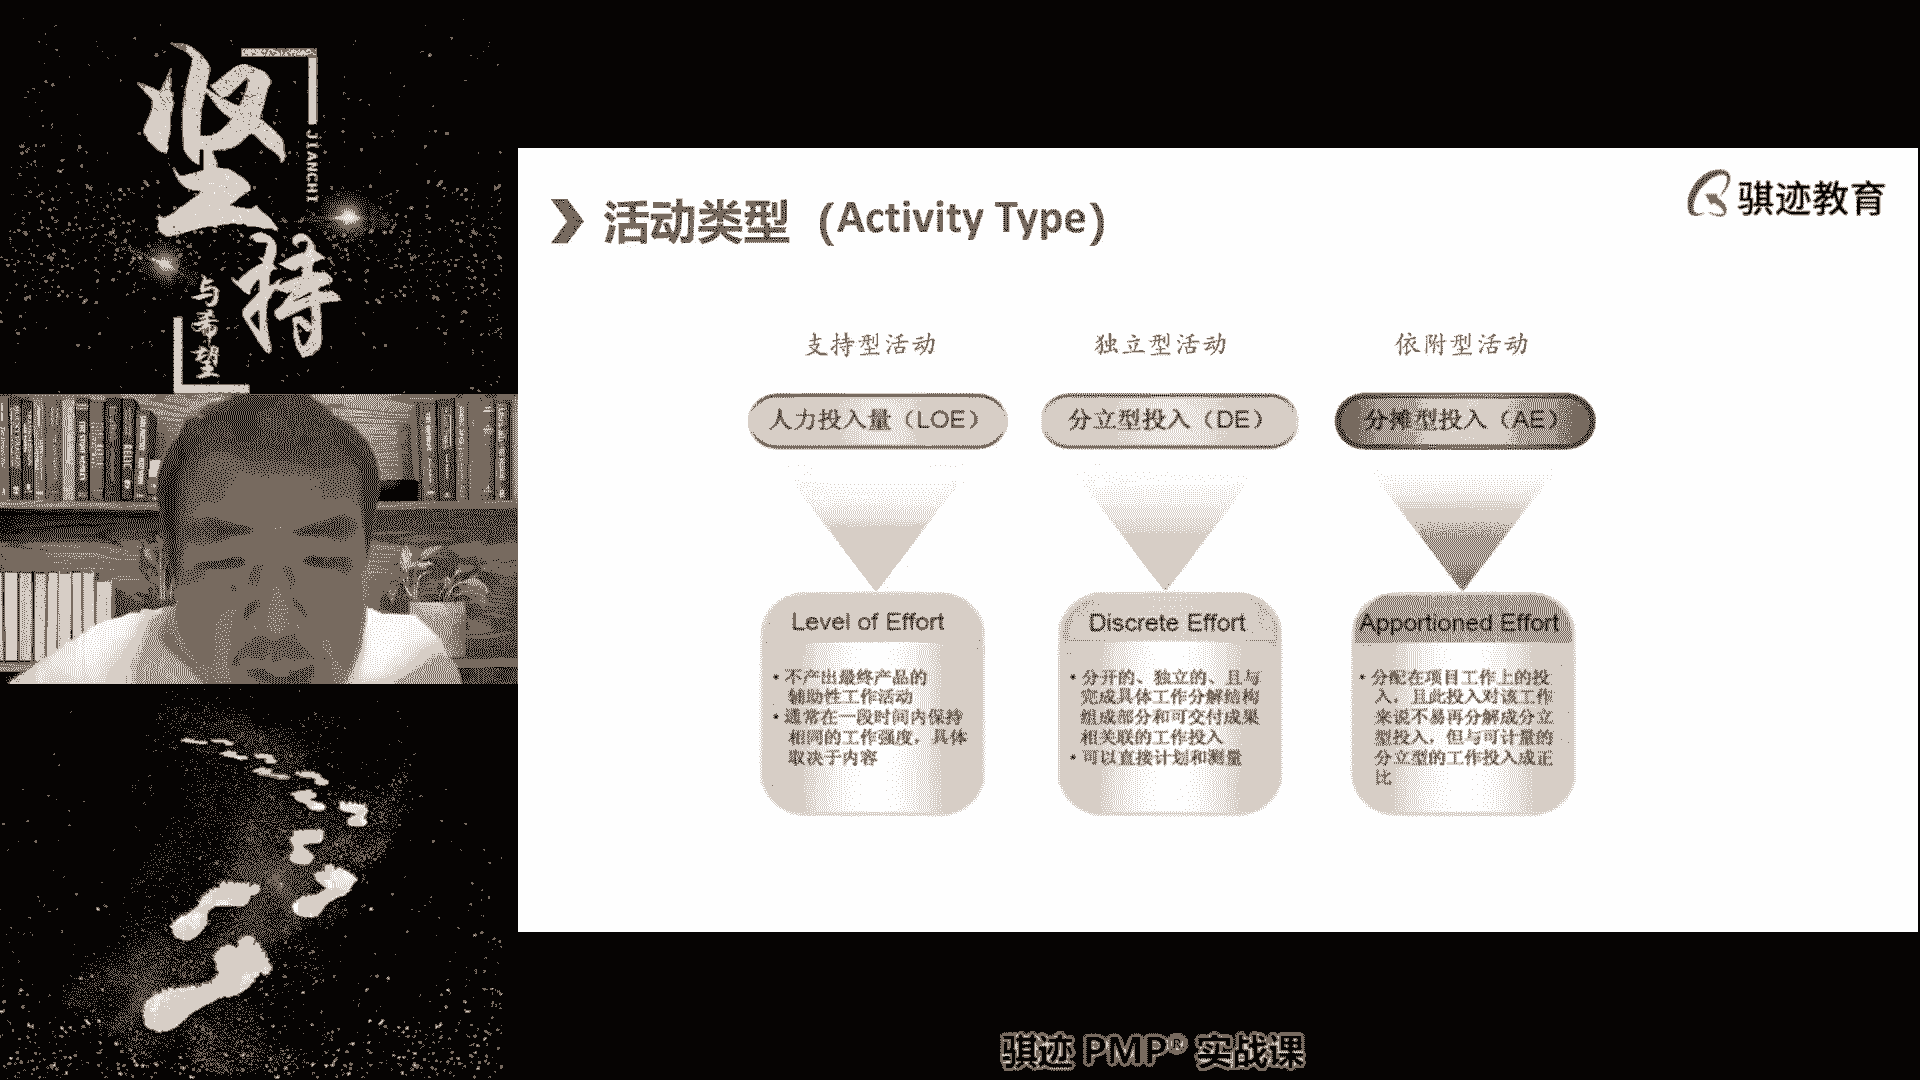 坚持
JIANCHI
与希望
骐迹教育
活动类型（Activity Type）
支持型活动
独立型活动
依附型活动
人力投入量（LOE）
分立型投入（DE）
分摊型投入（AE）
Level of Effort
• 不产出最终产品的
辅助性工作活动
• 通常在一段时间内保持
相同的工作强度，具体
取决于内容
Discrete Effort
• 分开的、独立的、且与
完成具体工作分解结构
组成部分和可交付成果
相关联的工作投入
• 可以直接计划和测量
Apportioned Effort
• 分配在项目工作上的投
入，且此投入对该工作
来说不易再分解成分立
型投入，但与可计量的
分立型的工作投入成正
比
骐迹 PMP® 实战课